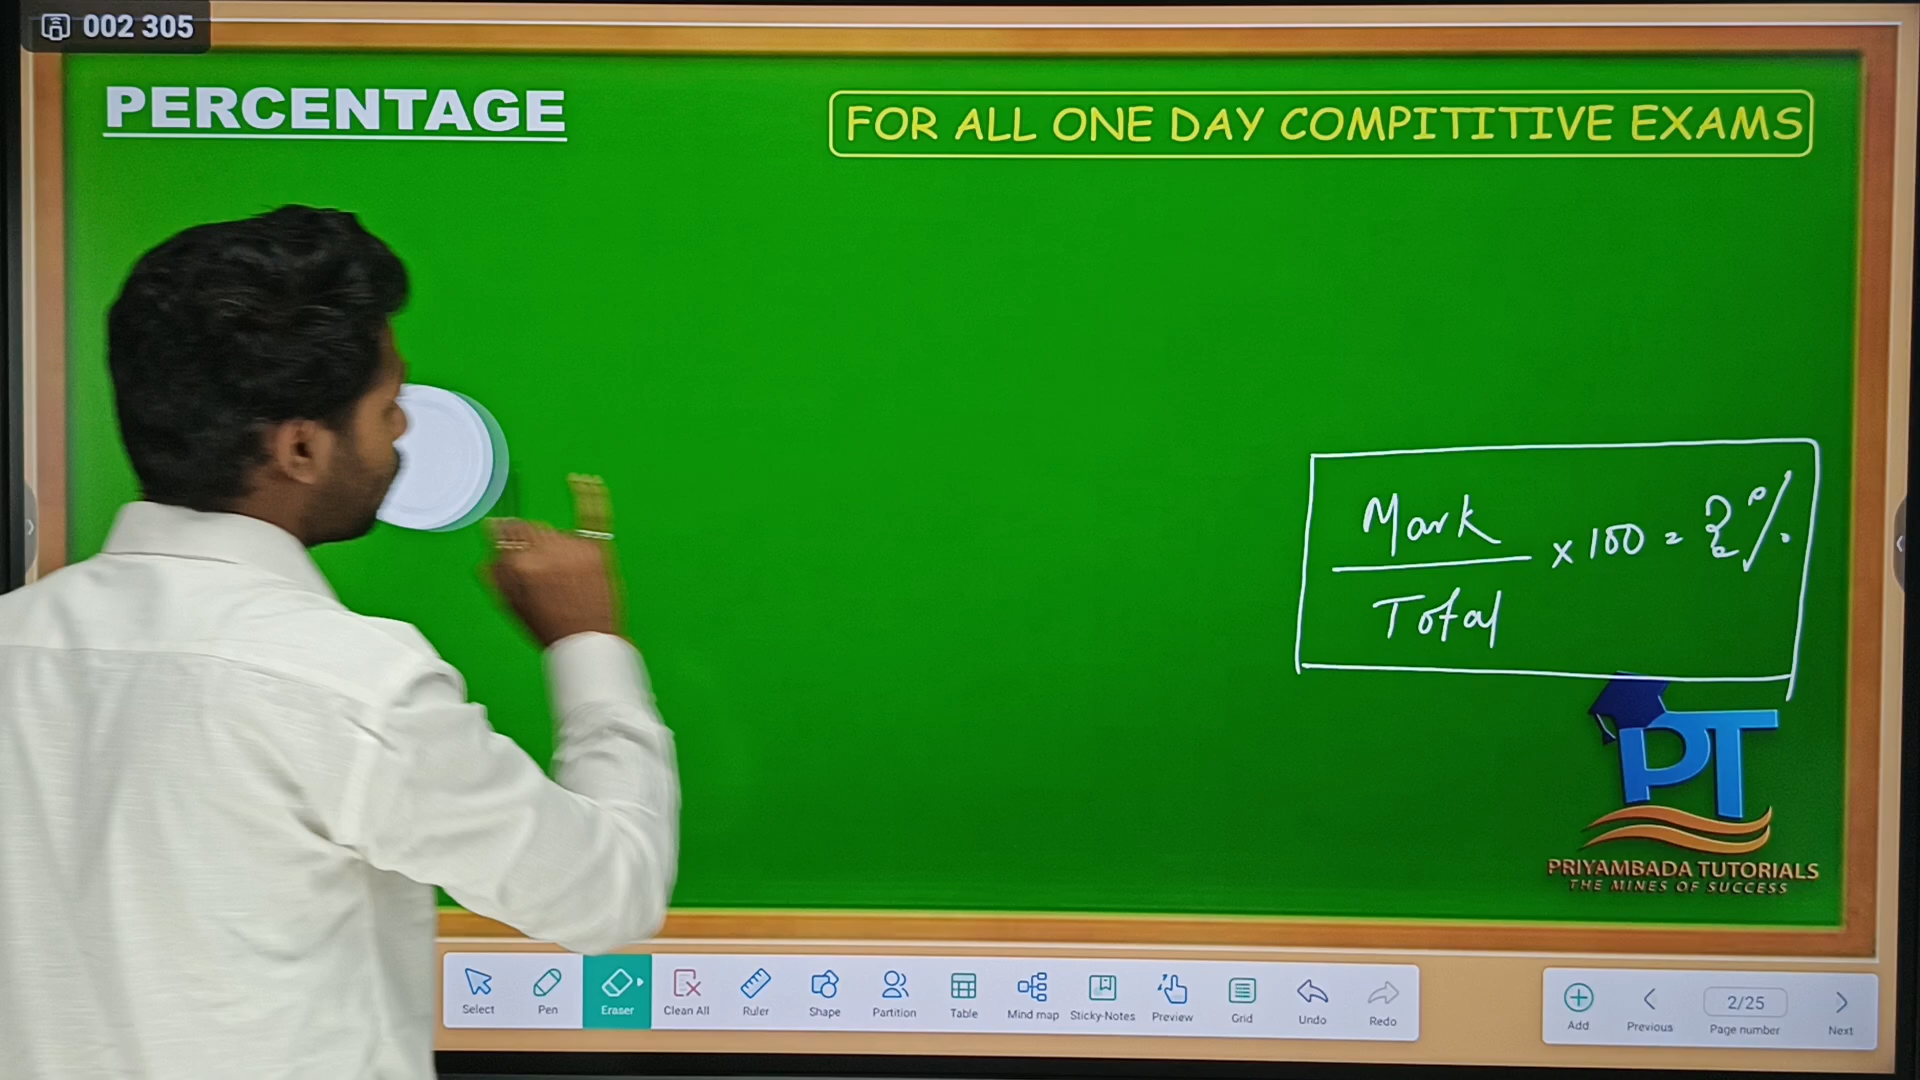 002 305
PERCENTAGE
FOR ALL ONE DAY COMPITITIVE EXAMS
Mark
× 100 = ? %
Total
PT
PRIYAMBADA TUTORIALS
THE MINES OF SUCCESS
Select
Pen
Eraser
Clean All
Ruler
Shape
Partition
Table
Mind map
Sticky-Notes
Preview
Grid
Undo
Redo
Add
Previous
2/25
Page number
Next